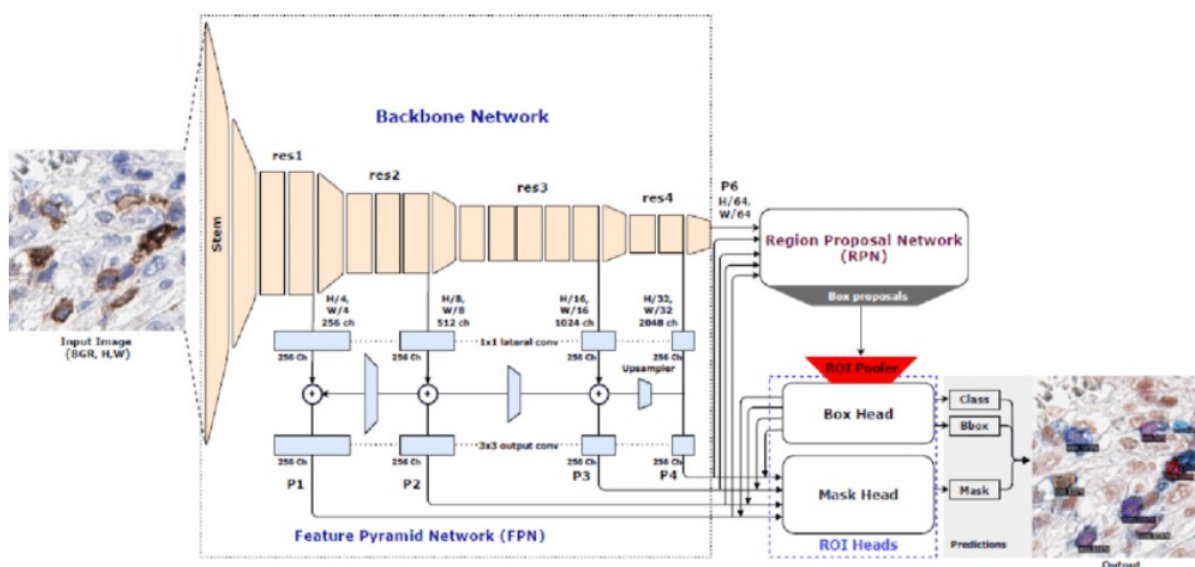 Backbone Network
res1
res2
res3
res4
Stem
P6
H/64,
W/64
Region Proposal Network
(RPN)
Box proposals
Input Image
(BGR, H,W)
H/4,
W/4
256 ch
H/8,
W/8
512 ch
H/16,
W/16
1024 ch
H/32,
W/32
2048 ch
1x1 lateral conv
256 Ch
256 Ch
256 Ch
256 Ch
Upsampler
ROI Pooler
Box Head
Class
Bbox
3x3 output conv
256 Ch
256 Ch
256 Ch
256 Ch
P1
P2
P3
P4
Mask Head
Mask
Feature Pyramid Network (FPN)
ROI Heads
Predictions
Output